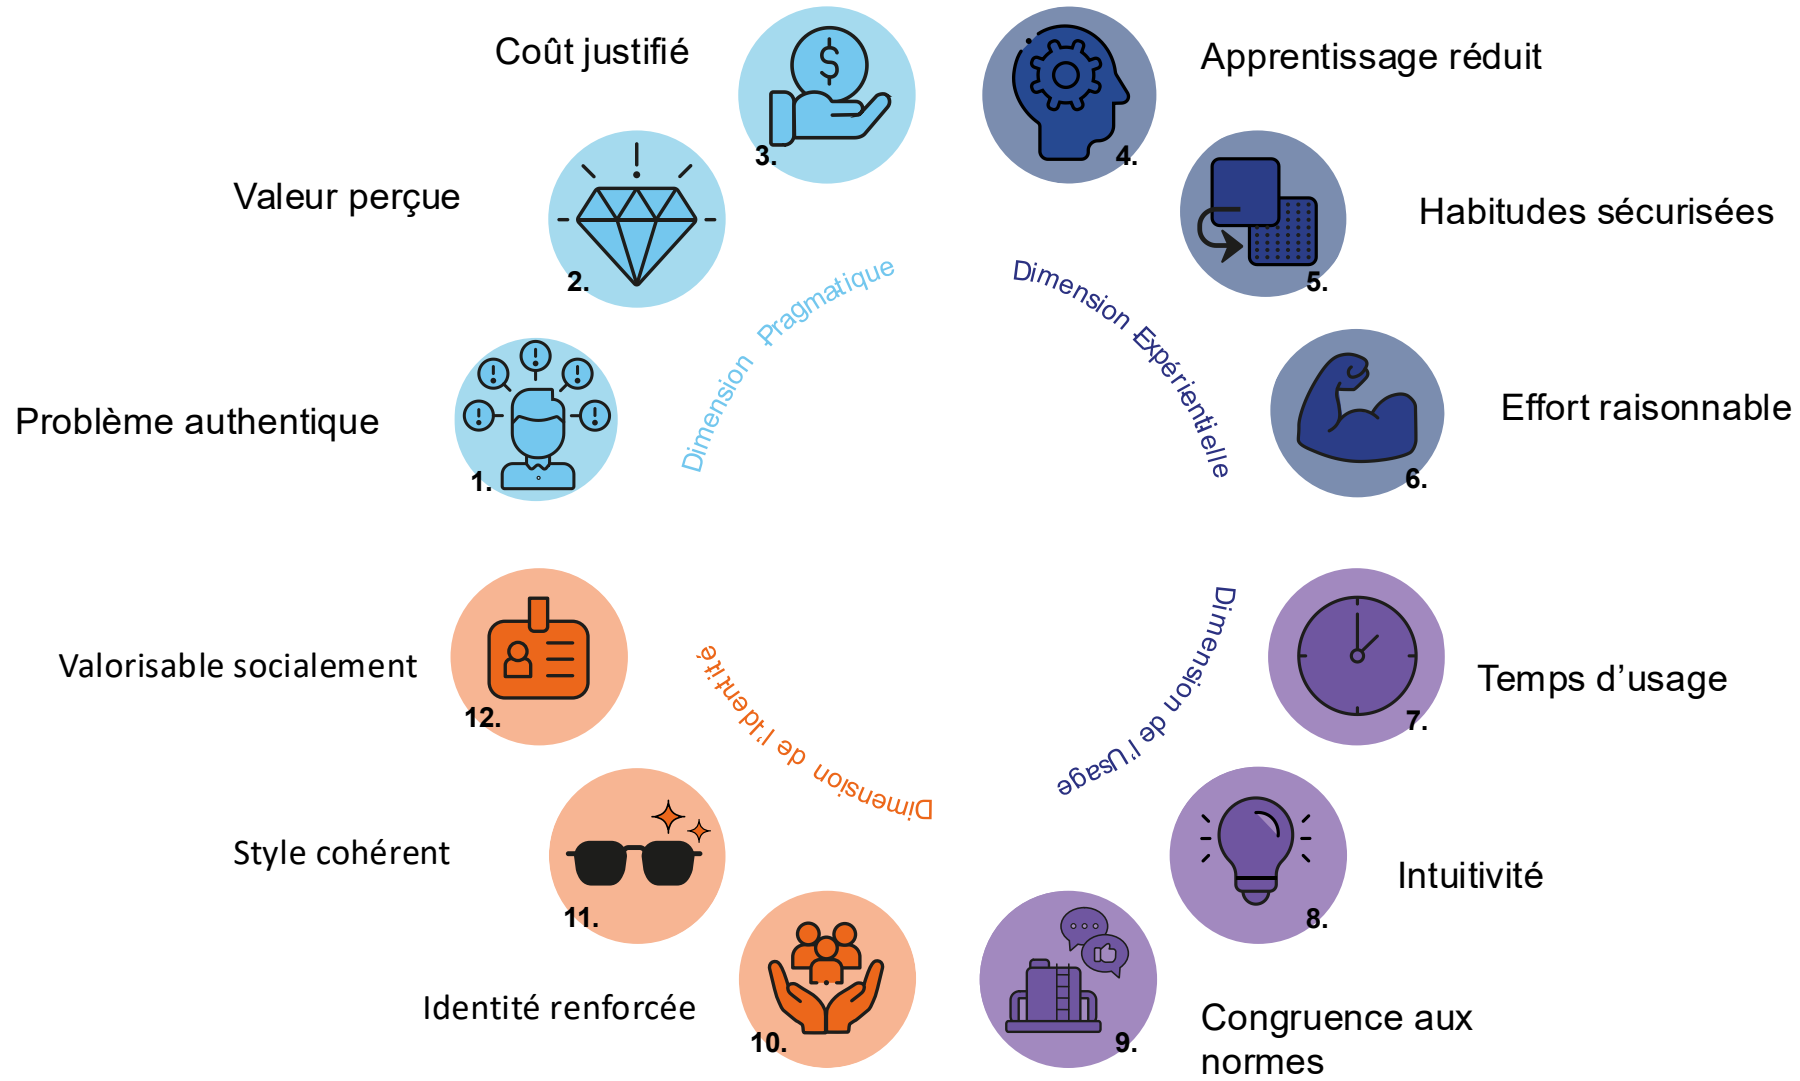 Problème authentique
1.
Valeur perçue
2.
Coût justifié
$
3.
Apprentissage réduit
4.
Habitudes sécurisées
5.
Effort raisonnable
6.
Temps d’usage
7.
Intuitivité
8.
Congruence aux
normes
9.
Identité renforcée
10.
Style cohérent
11.
Valorisable socialement
12.
Dimension Pragmatique
Dimension Expérientielle
Dimension de l’Usage
Dimension de l’Identité